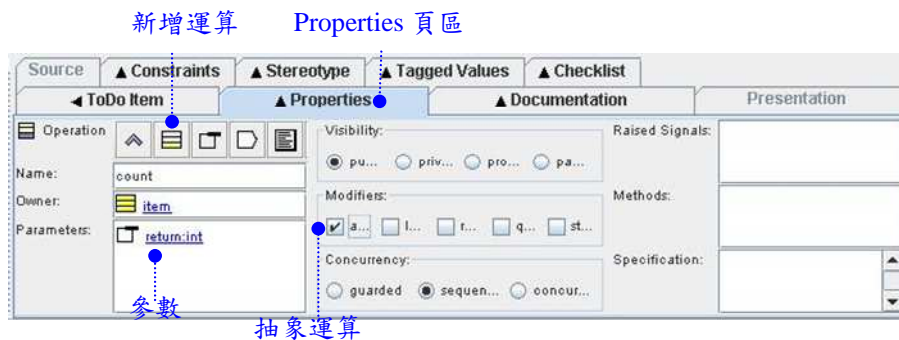 新增運算 Properties 頁區
Source ▲ Constraints ▲ Stereotype ▲ Tagged Values ▲ Checklist
◀ ToDo Item ▲ Properties ▲ Documentation Presentation
Operation
Visibility:
Raised Signals:
pu... priv... pro... pa...
Name: count
Modifiers:
Methods:
Owner: item
a... l... r... q... st...
Parameters: return:int
Concurrency:
Specification:
guarded sequen... concur...
參數
抽象運算